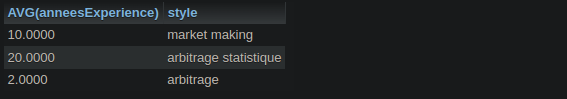 AVG(anneesExperience) style
10.0000 market making
20.0000 arbitrage statistique
2.0000 arbitrage